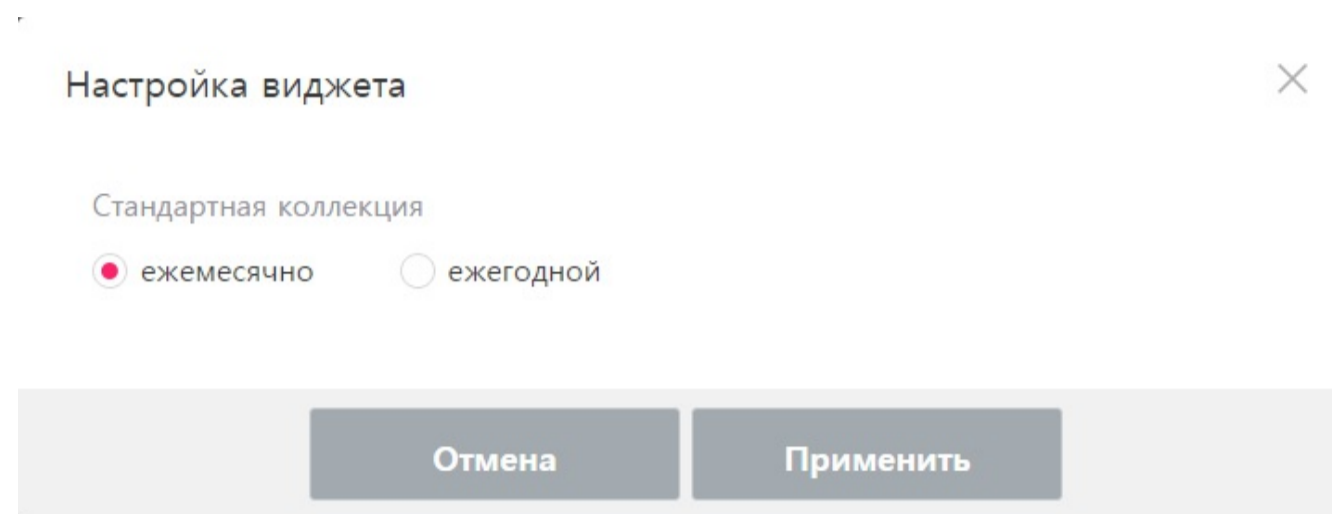 Настройка виджета
Стандартная коллекция
ежемесячно ежегодной
Отмена Применить